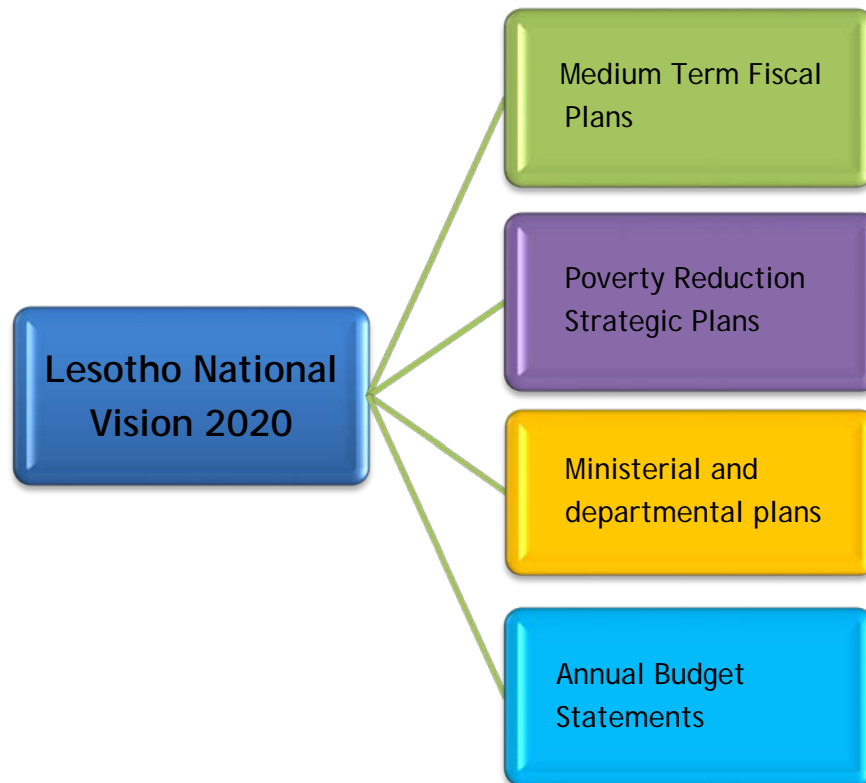 Medium Term Fiscal
Plans
Poverty Reduction
Strategic Plans
Lesotho National
Vision 2020
Ministerial and
departmental plans
Annual Budget
Statements